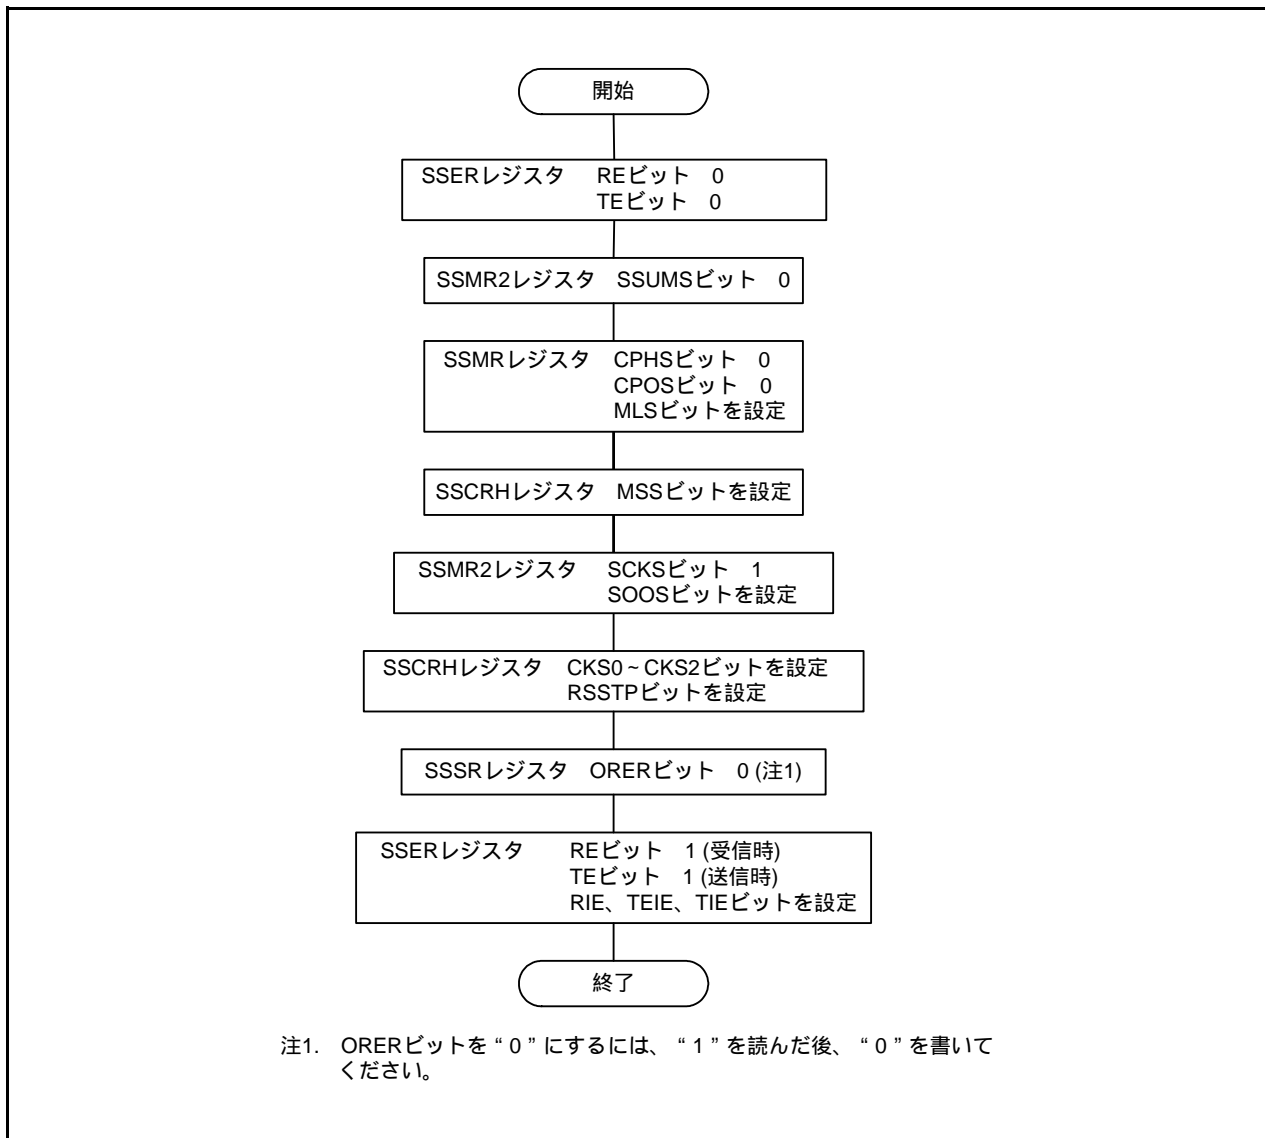 開始
SSERレジスタ REビット 0
TEビット 0
SSMR2レジスタ SSUMSビット 0
SSMRレジスタ CPHSビット 0
CPOSビット 0
MLSビットを設定
SSCRHレジスタ MSSビットを設定
SSMR2レジスタ SCKSビット 1
SOOSビットを設定
SSCRHレジスタ CKS0~CKS2ビットを設定
RSSTPビットを設定
SSSRレジスタ ORERビット 0 (注1)
SSERレジスタ REビット 1 (受信時)
TEビット 1 (送信時)
RIE、TEIE、TIEビットを設定
終了
注1. ORERビットを“0”にするには、“1”を読んだ後、“0”を書いて
ください。